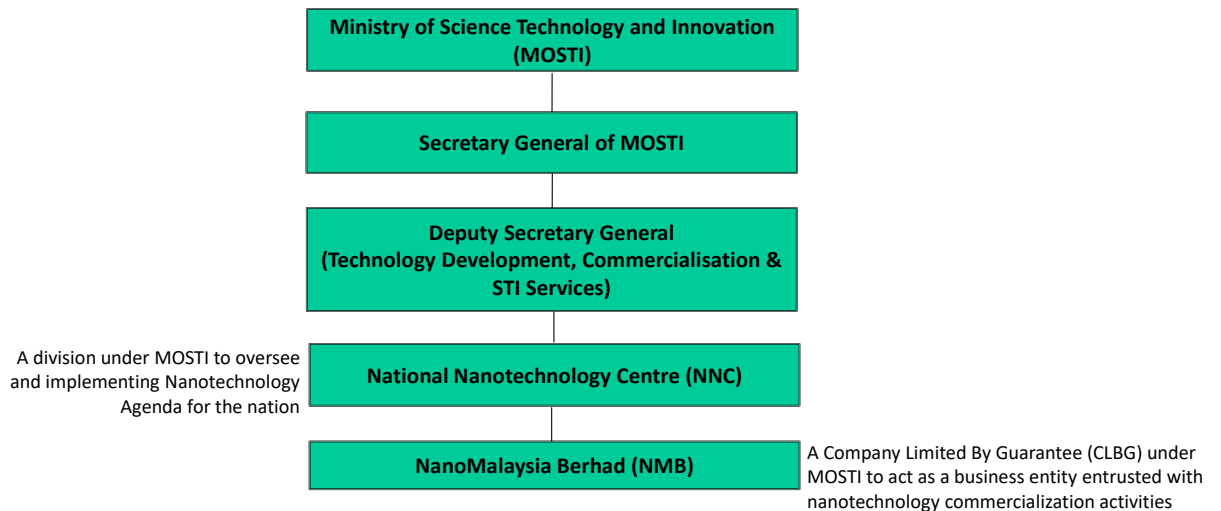 Ministry of Science Technology and Innovation
(MOSTI)
Secretary General of MOSTI
Deputy Secretary General
(Technology Development, Commercialisation &
STI Services)
A division under MOSTI to oversee
and implementing Nanotechnology
Agenda for the nation
National Nanotechnology Centre (NNC)
NanoMalaysia Berhad (NMB)
A Company Limited By Guarantee (CLBG) under
MOSTI to act as a business entity entrusted with
nanotechnology commercialization activities